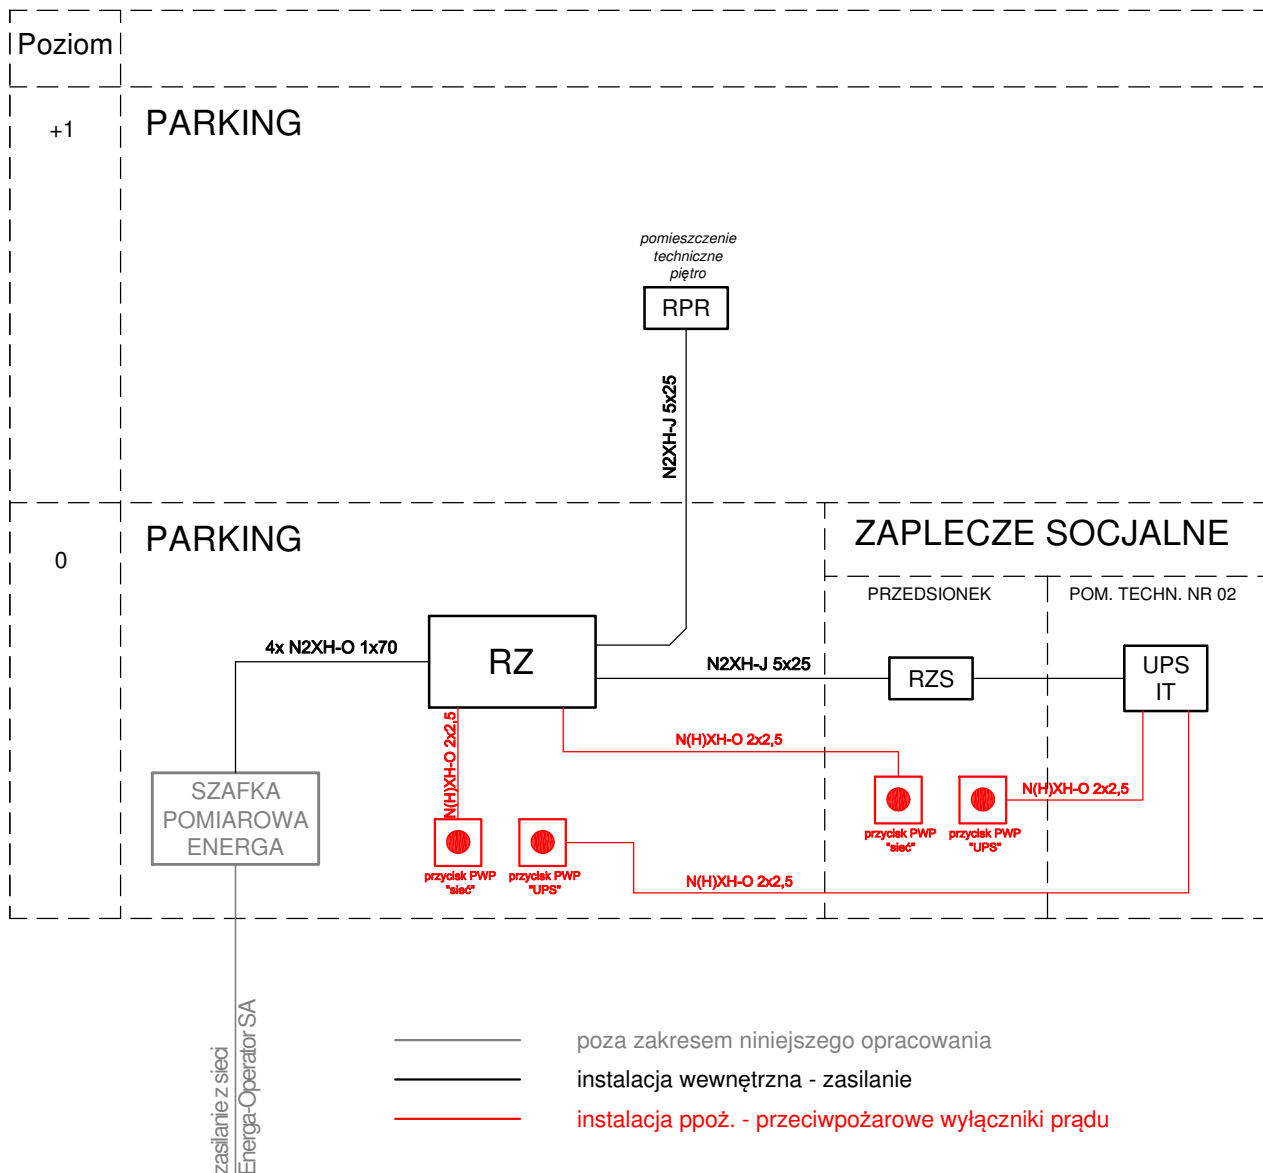 Poziom
+1
PARKING
pomieszczenie
techniczne
piętro
RPR
N2XH-J 5x25
0
PARKING
ZAPLECZE SOCJALNE
PRZEDSIONEK
POM. TECHN. NR 02
4x N2XH-O 1x70
RZ
N2XH-J 5x25
RZS
UPS
IT
N(H)XH-O 2x2,5
N(H)XH-O 2x2,5
SZAFKA
POMIAROWA
ENERGA
N(H)XH-O 2x2,5
przycisk PWP
"sieć"
przycisk PWP
"UPS"
przycisk PWP
"sieć"
przycisk PWP
"UPS"
N(H)XH-O 2x2,5
zasilanie z sieci
Energa-Operator SA
poza zakresem niniejszego opracowania
instalacja wewnętrzna - zasilanie
instalacja ppoż. - przeciwpożarowe wyłączniki prądu